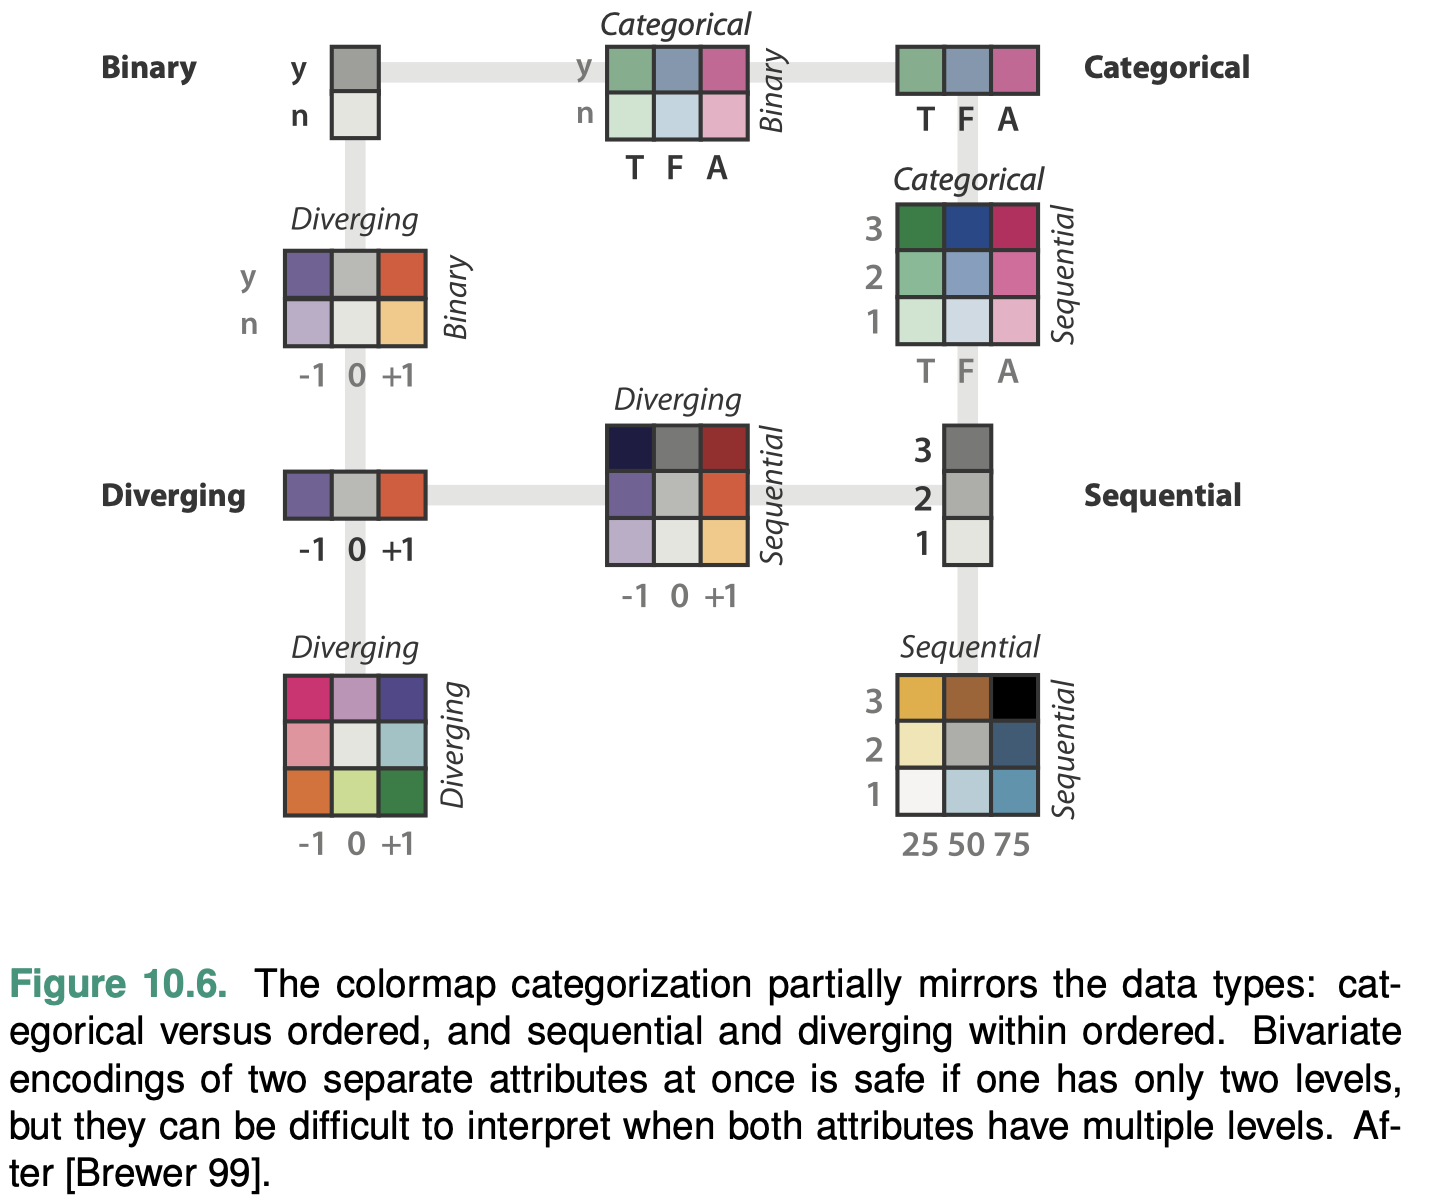 Categorical
Binary
y
n
y
n
Binary
T F A
T F A
Categorical
Diverging
y
n
Binary
-1 0 +1
Categorical
3
2
1
Sequential
T F A
Diverging
-1 0 +1
Diverging
Sequential
-1 0 +1
3
2
1
Sequential
Diverging
Diverging
-1 0 +1
Sequential
3
2
1
Sequential
25 50 75
Figure 10.6. The colormap categorization partially mirrors the data types: cat-
egorical versus ordered, and sequential and diverging within ordered. Bivariate
encodings of two separate attributes at once is safe if one has only two levels,
but they can be difficult to interpret when both attributes have multiple levels. Af-
ter [Brewer 99].